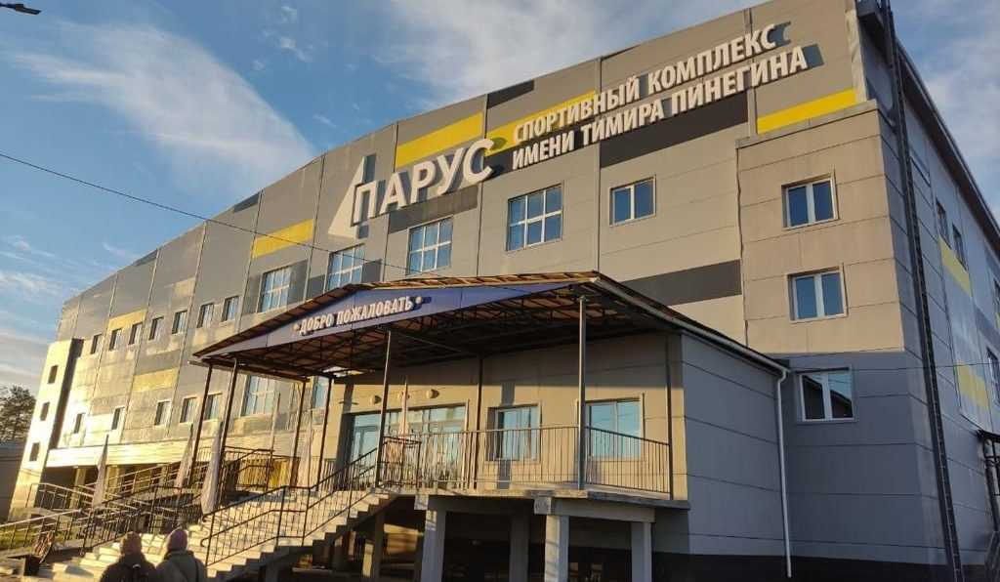 ПАРУС
СПОРТИВНЫЙ КОМПЛЕКС
ИМЕНИ ТИМИРА ПИНЕГИНА
• ДОБРО ПОЖАЛОВАТЬ •